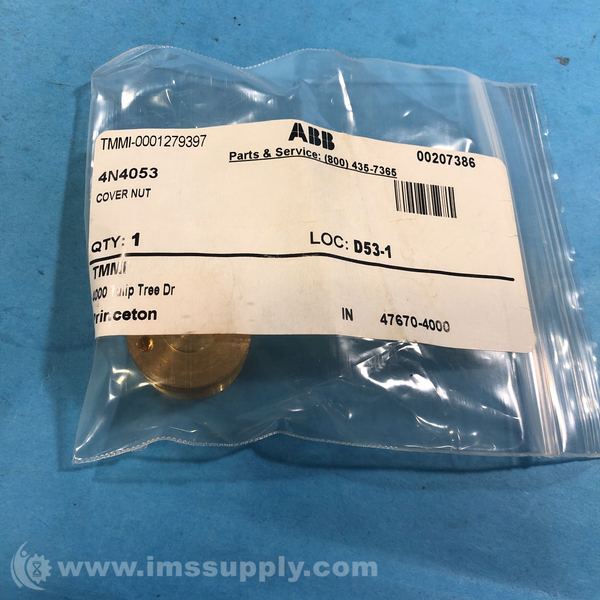 TMMI-0001279397
ABB
Parts & Service: (800) 435-7365
00207386
4N4053
COVER NUT
QTY: 1
LOC: D53-1
TMMI
Tree Dr
IN 47670-4000
www.imssupply.com